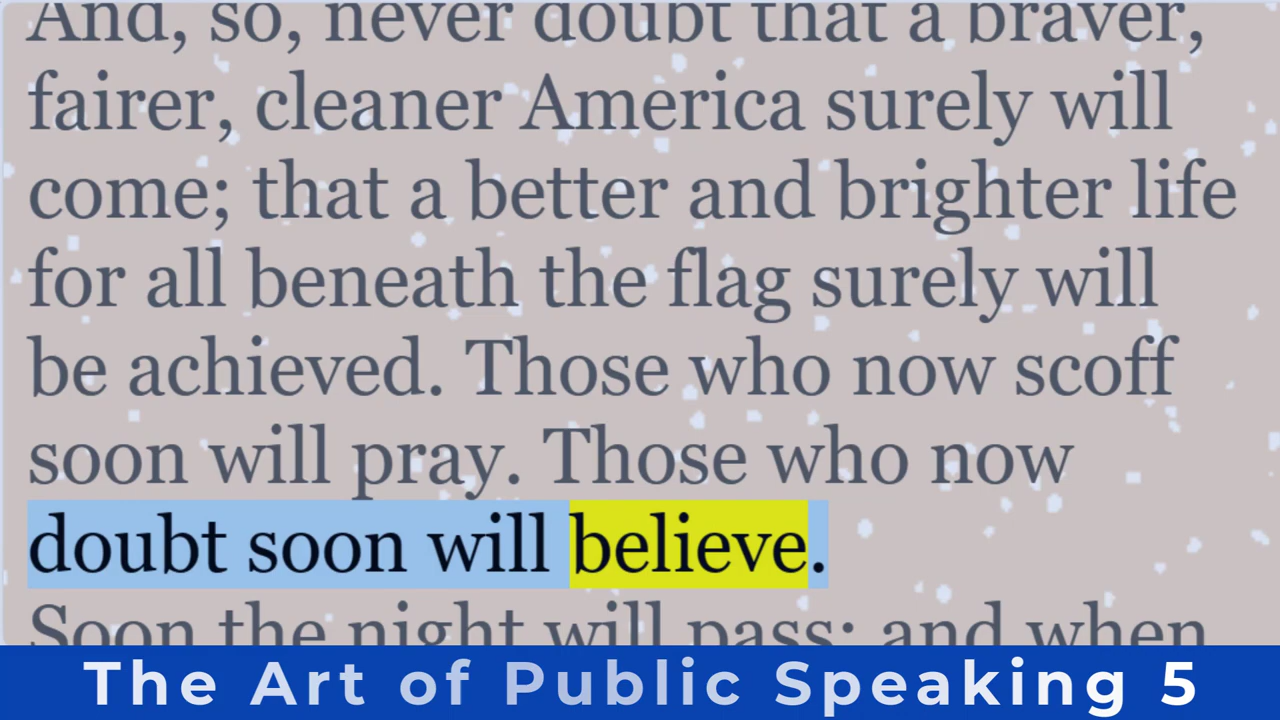 And, so, never doubt that a braver,
fairer, cleaner America surely will
come; that a better and brighter life
for all beneath the flag surely will
be achieved. Those who now scoff
soon will pray. Those who now
doubt soon will believe.
Soon the night will pass; and when
The Art of Public Speaking 5